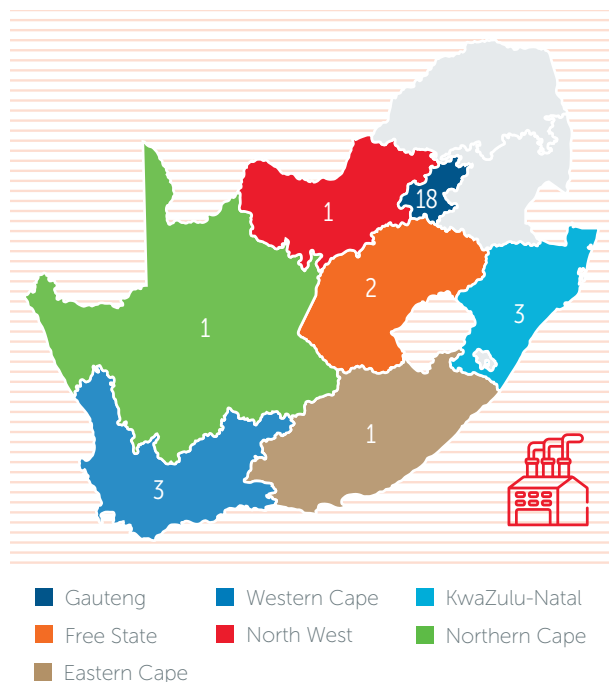 18
1
2
3
1
1
3
Gauteng
Western Cape
KwaZulu-Natal
Free State
North West
Northern Cape
Eastern Cape